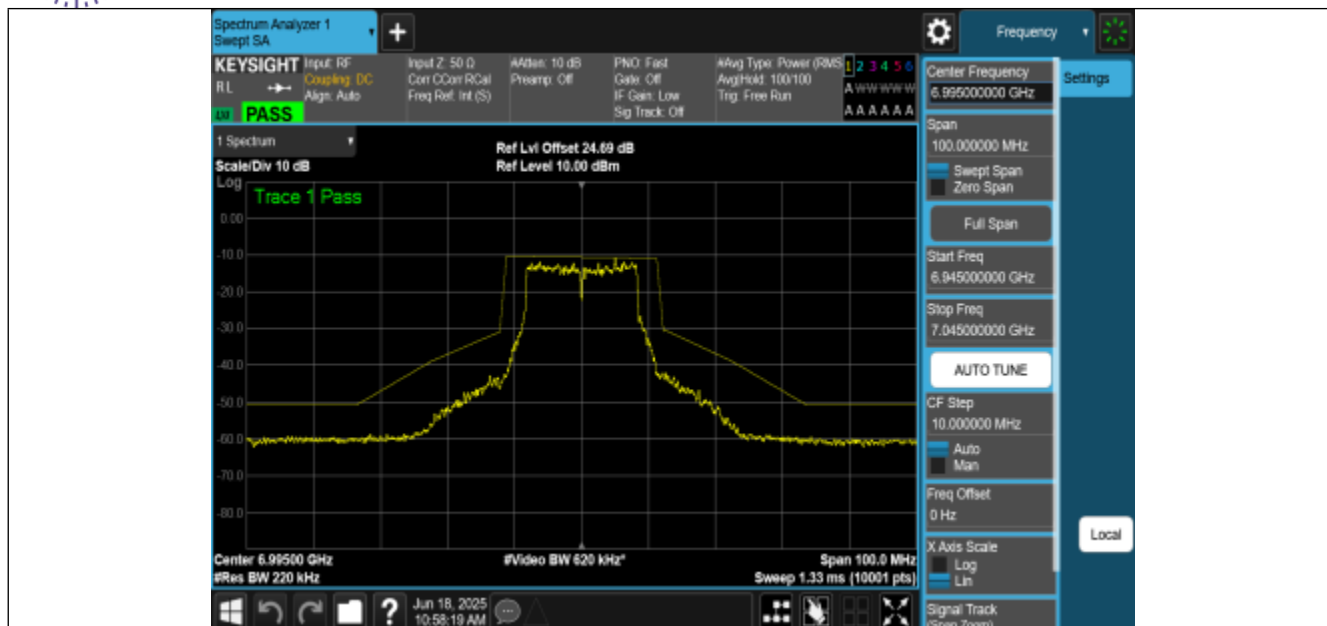 Spectrum Analyzer 1
Swept SA
+
Frequency
KEYSIGHT
RL
PASS
Input: RF
Coupling: DC
Align: Auto
Input Z: 50 Ω
Corr CCorr RCal
Freq Ref: Int (S)
#Atten: 10 dB
Preamp: Off
PNO: Fast
Gate: Off
IF Gain: Low
Sig Track: Off
#Avg Type: Power (RMS
Avg|Hold: 100/100
Trig: Free Run
1 2 3 4 5 6
A W W W W W
A A A A A A
1 Spectrum
Scale/Div 10 dB
Ref Lvl Offset 24.69 dB
Ref Level 10.00 dBm
Log
Trace 1 Pass
0.00
-10.0
-20.0
-30.0
-40.0
-50.0
-60.0
-70.0
-80.0
Center 6.99500 GHz
#Res BW 220 kHz
#Video BW 620 kHz*
Span 100.0 MHz
Sweep 1.33 ms (10001 pts)
Center Frequency
6.995000000 GHz
Settings
Span
100.000000 MHz
Swept Span
Zero Span
Full Span
Start Freq
6.945000000 GHz
Stop Freq
7.045000000 GHz
AUTO TUNE
CF Step
10.000000 MHz
Auto
Man
Freq Offset
0 Hz
X Axis Scale
Log
Lin
Local
Signal Track
(Span Zoom)
?
Jun 18, 2025
10:58:19 AM